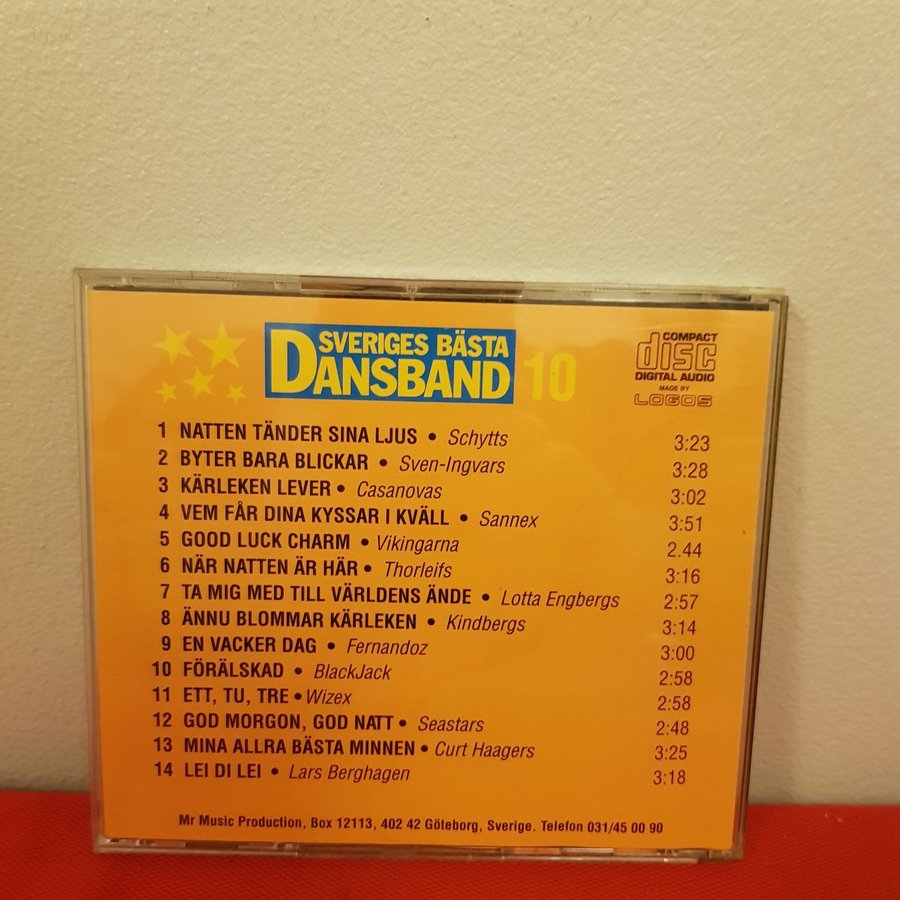 SVERIGES BÄSTA
DANSBAND 10
COMPACT
disc
DIGITAL AUDIO
MADE BY
LOGOS
1 NATTEN TÄNDER SINA LJUS • Schytts 3:23
2 BYTER BARA BLICKAR • Sven-Ingvars 3:28
3 KÄRLEKEN LEVER • Casanovas 3:02
4 VEM FÅR DINA KYSSAR I KVÄLL • Sannex 3:51
5 GOOD LUCK CHARM • Vikingarna 2.44
6 NÄR NATTEN ÄR HÄR • Thorleifs 3:16
7 TA MIG MED TILL VÄRLDENS ÄNDE • Lotta Engbergs 2:57
8 ÄNNU BLOMMAR KÄRLEKEN • Kindbergs 3:14
9 EN VACKER DAG • Fernandoz 3:00
10 FÖRÄLSKAD • BlackJack 2:58
11 ETT, TU, TRE • Wizex 2:58
12 GOD MORGON, GOD NATT • Seastars 2:48
13 MINA ALLRA BÄSTA MINNEN • Curt Haagers 3:25
14 LEI DI LEI • Lars Berghagen 3:18
Mr Music Production, Box 12113, 402 42 Göteborg, Sverige. Telefon 031/45 00 90